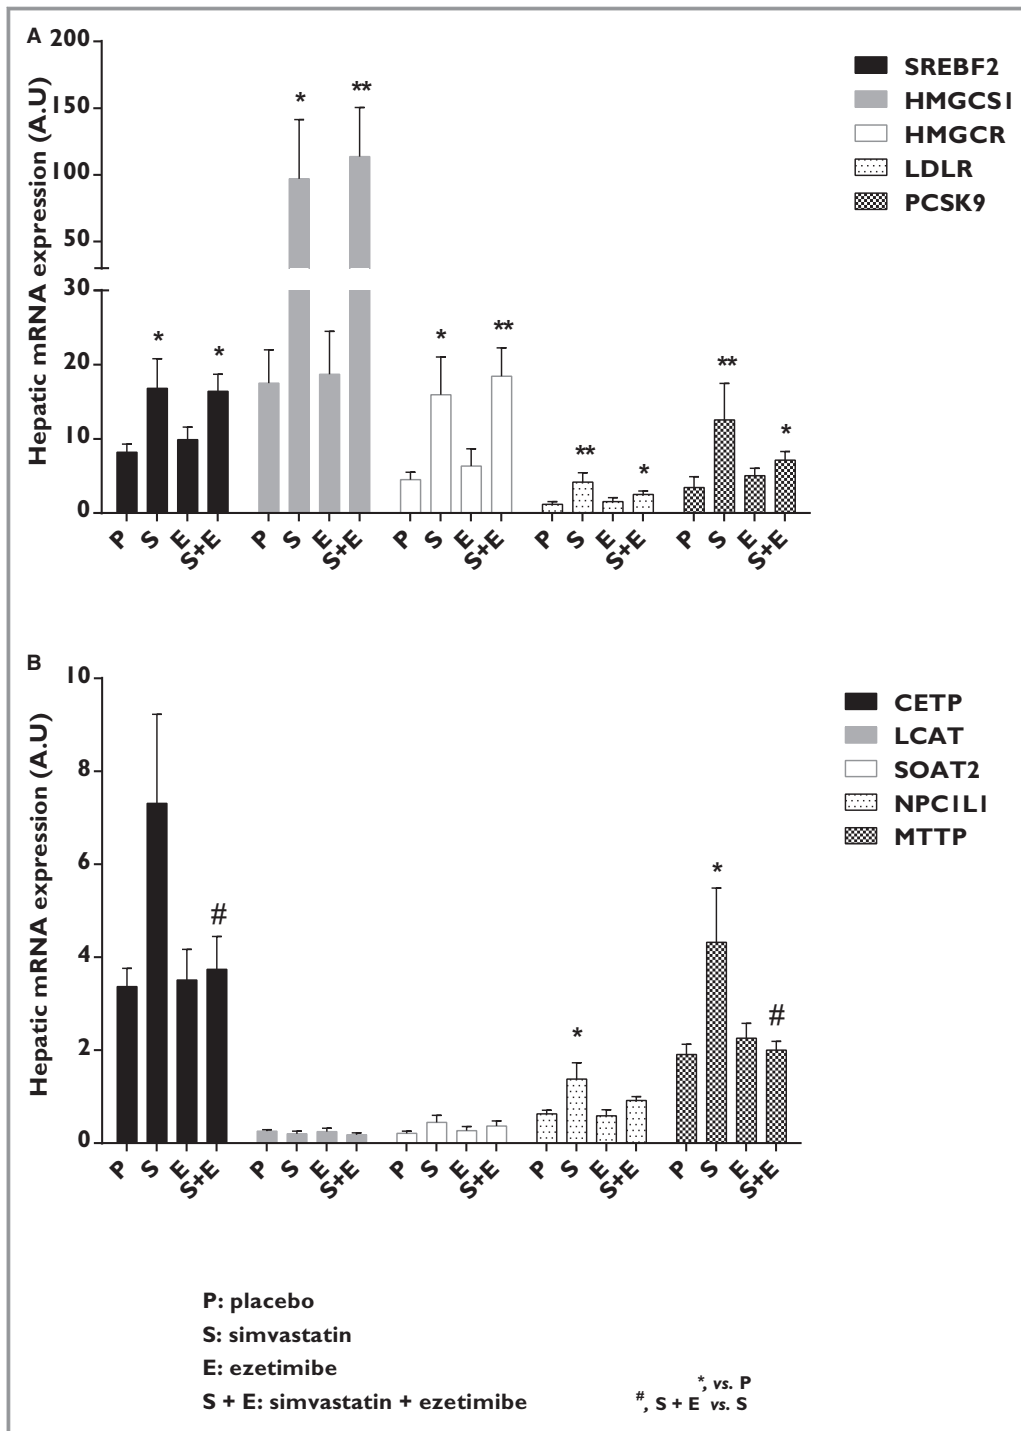 A
200
150
100
50
30
20
10
0
Hepatic mRNA expression (A.U)
* ** * * * ** ** * ** *
P S E S+E P S E S+E P S E S+E P S E S+E P S E S+E
SREBF2
HMGCS1
HMGCR
LDLR
PCSK9
B
10
8
6
4
2
0
Hepatic mRNA expression (A.U)
# * * #
P S E S+E P S E S+E P S E S+E P S E S+E P S E S+E
CETP
LCAT
SOAT2
NPC1L1
MTTP
P: placebo
S: simvastatin
E: ezetimibe
S + E: simvastatin + ezetimibe
*, vs. P
#, S + E vs. S